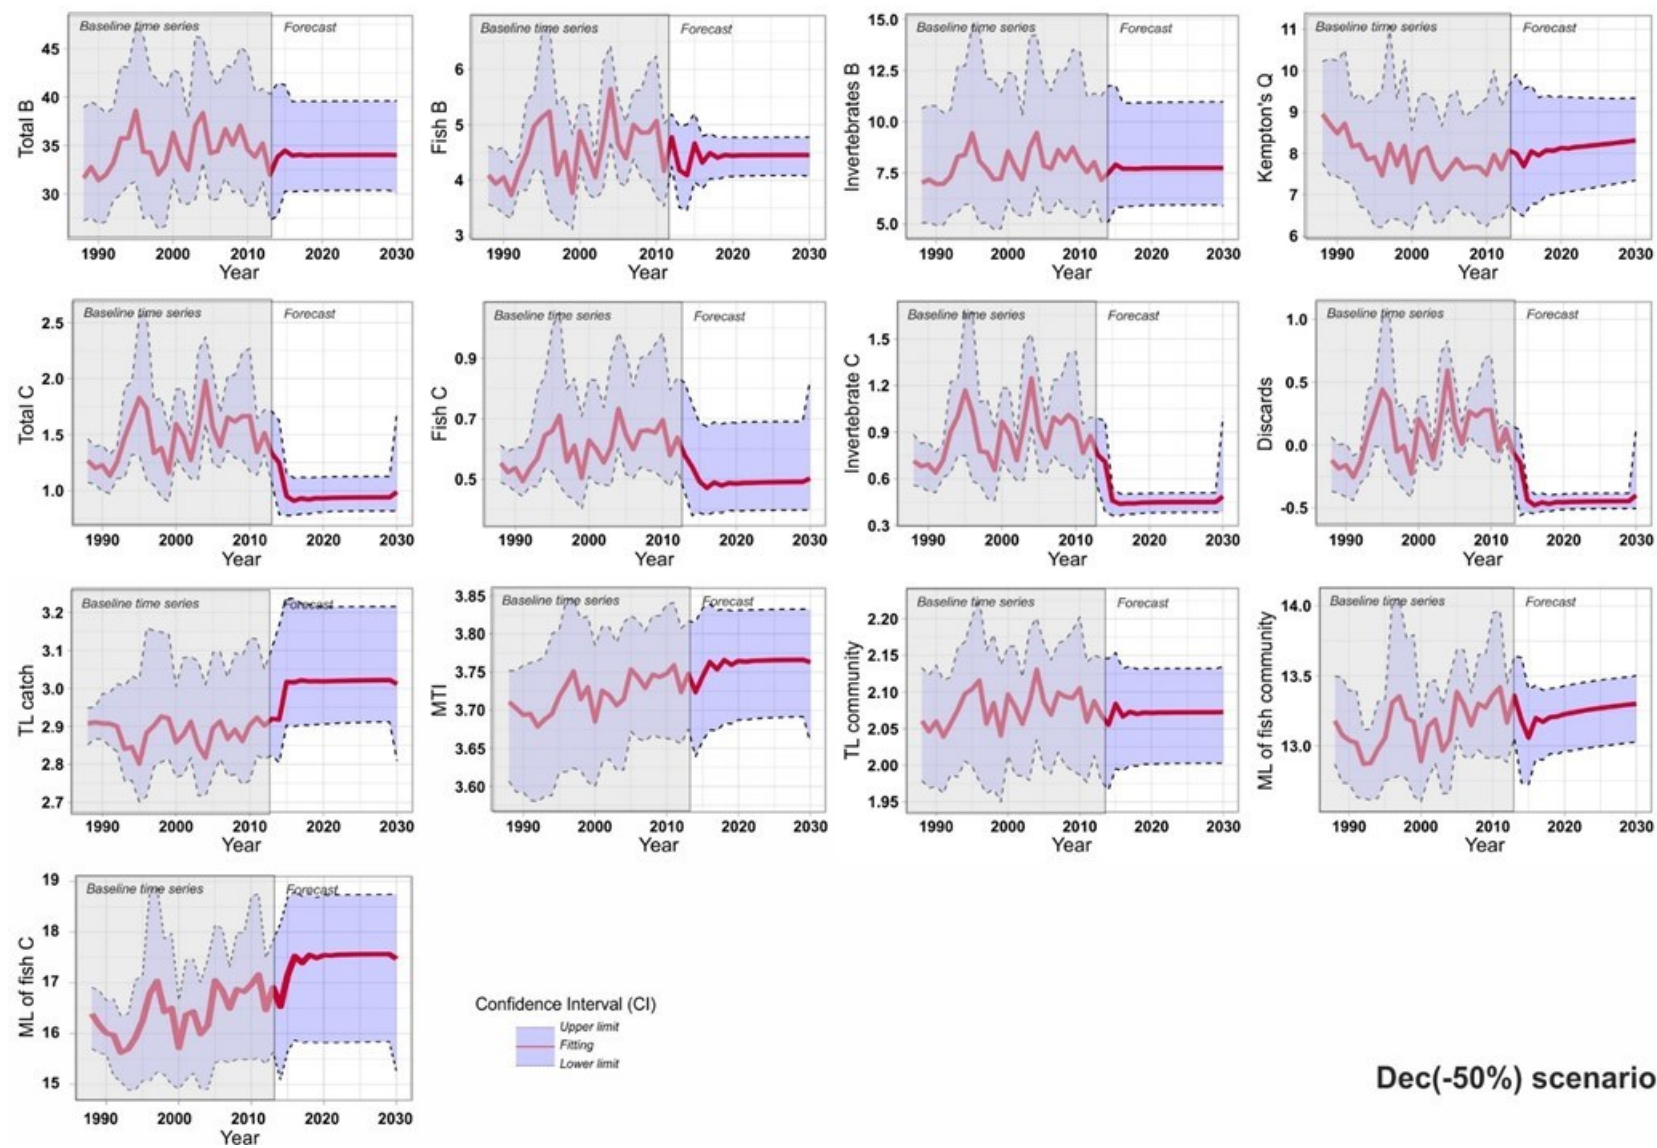 Baseline time series Forecast
45
40
35
30
Total B
1990 2000 2010 2020 2030
Year
Baseline time series Forecast
6
5
4
3
Fish B
1990 2000 2010 2020 2030
Year
Baseline time series Forecast
15.0
12.5
10.0
7.5
5.0
Invertebrates B
1990 2000 2010 2020 2030
Year
Baseline time series Forecast
11
10
9
8
7
6
Kempton's Q
1990 2000 2010 2020 2030
Year
Baseline time series Forecast
2.5
2.0
1.5
1.0
Total C
1990 2000 2010 2020 2030
Year
Baseline time series Forecast
0.9
0.7
0.5
Fish C
1990 2000 2010 2020 2030
Year
Baseline time series Forecast
1.5
1.2
0.9
0.6
0.3
Invertebrate C
1990 2000 2010 2020 2030
Year
Baseline time series Forecast
1.0
0.5
0.0
-0.5
Discards
1990 2000 2010 2020 2030
Year
Baseline time series Forecast
3.2
3.1
3.0
2.9
2.8
2.7
TL catch
1990 2000 2010 2020 2030
Year
Baseline time series Forecast
3.85
3.80
3.75
3.70
3.65
3.60
MTI
1990 2000 2010 2020 2030
Year
Baseline time series Forecast
2.20
2.15
2.10
2.05
2.00
1.95
TL community
1990 2000 2010 2020 2030
Year
Baseline time series Forecast
14.0
13.5
13.0
ML of fish community
1990 2000 2010 2020 2030
Year
Baseline time series Forecast
19
18
17
16
15
ML of fish C
1990 2000 2010 2020 2030
Year
Confidence Interval (CI)
Upper limit
Fitting
Lower limit
Dec(-50%) scenario